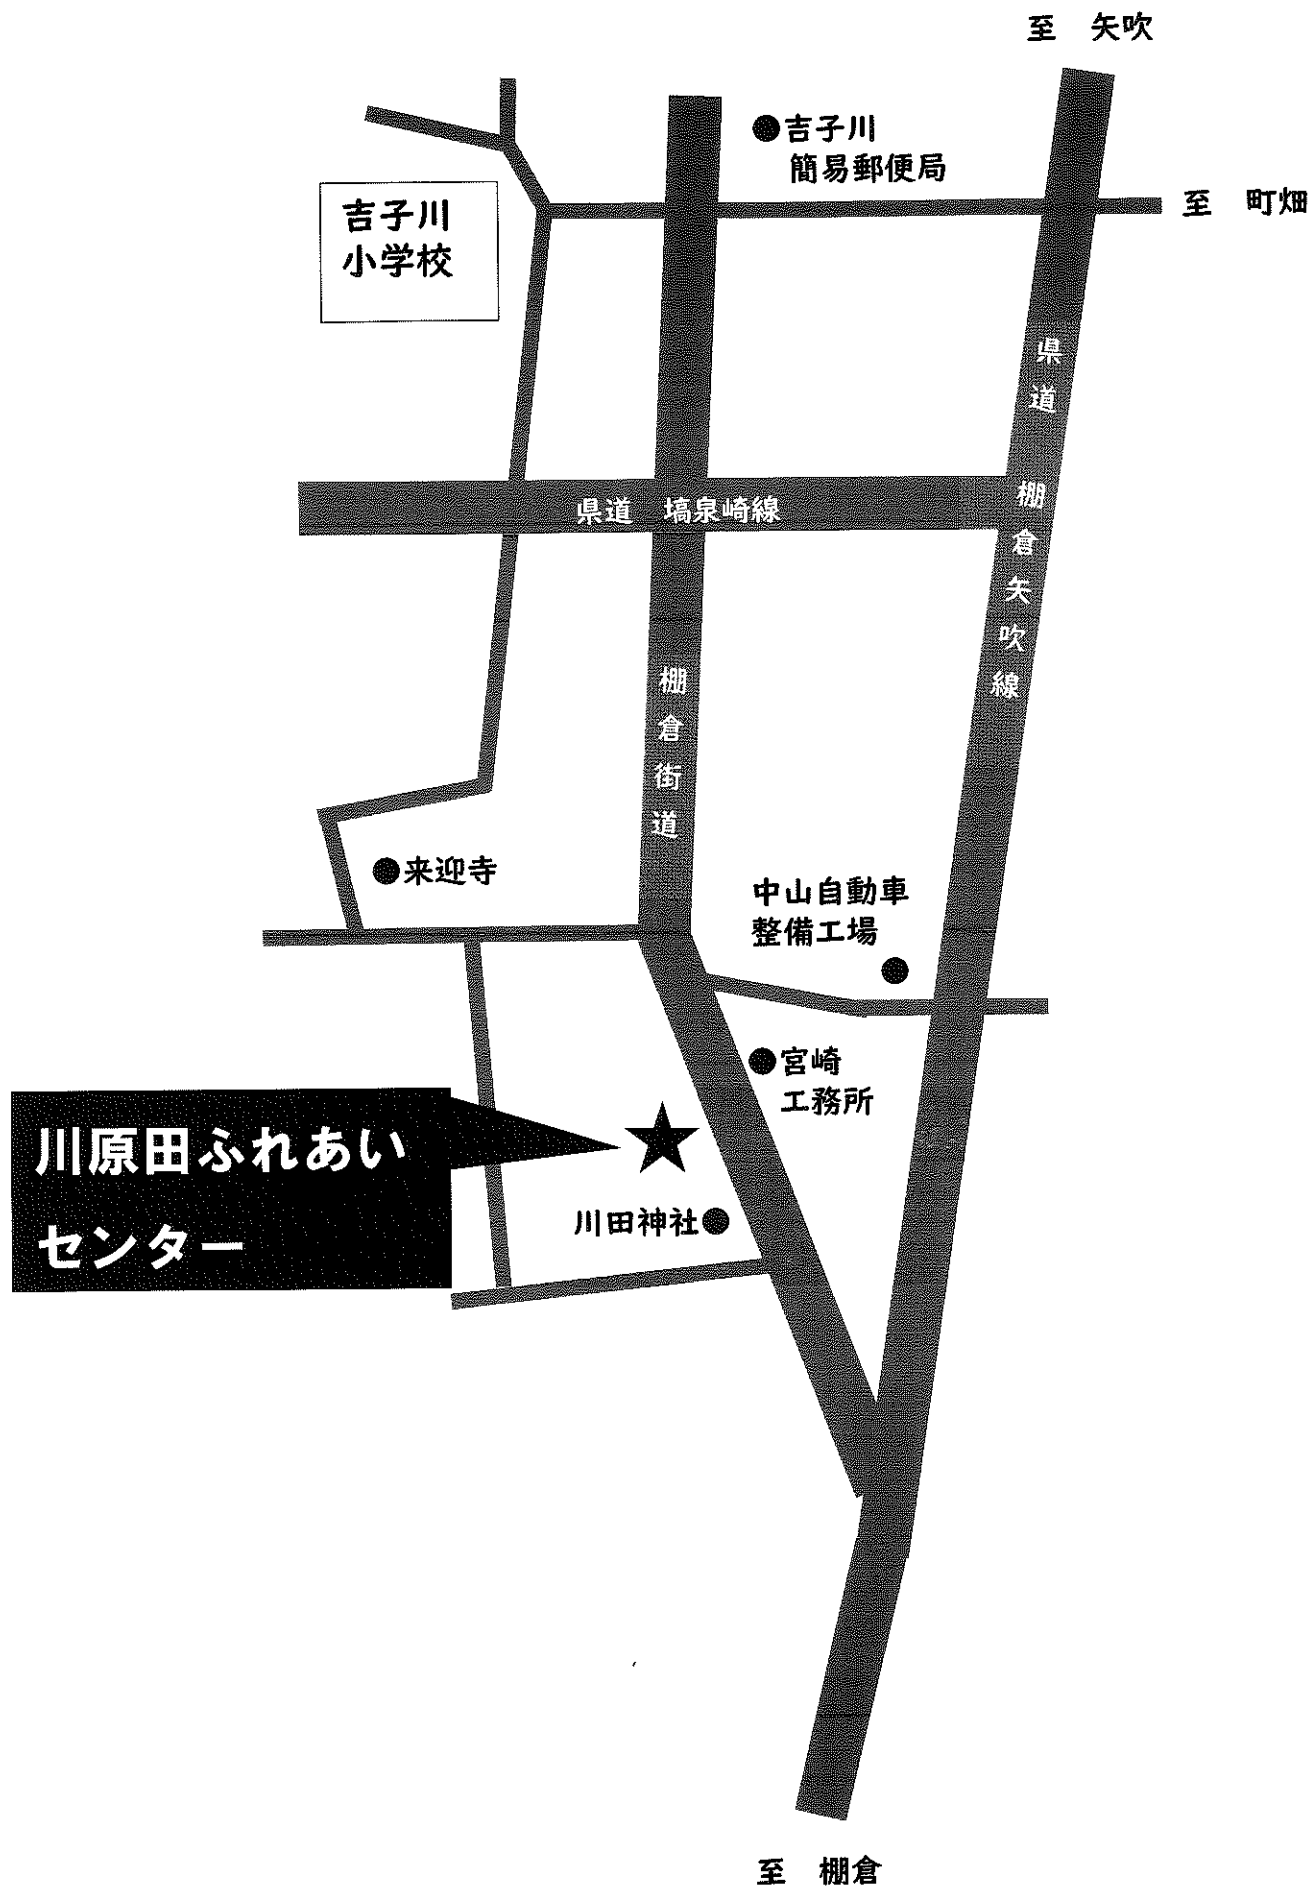 至　矢吹
吉子川
簡易郵便局
至　町畑
吉子川
小学校
県道　棚倉矢吹線
県道　塙泉崎線
棚倉街道
来迎寺
中山自動車
整備工場
宮崎
工務所
川原田ふれあい
センター
川田神社
至　棚倉